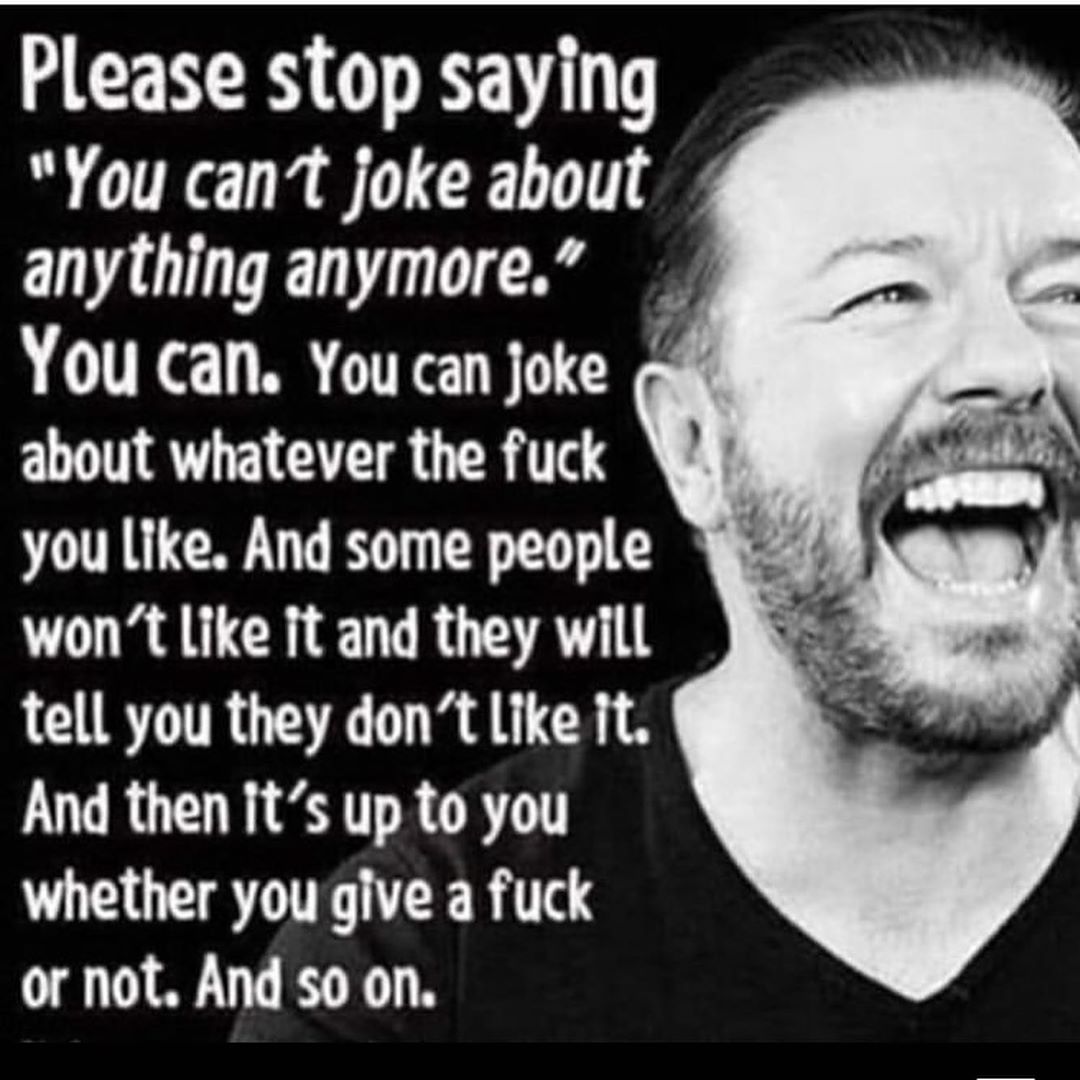 Please stop saying
"You can't joke about
anything anymore."
You can. You can joke
about whatever the fuck
you like. And some people
won't like it and they will
tell you they don't like it.
And then it's up to you
whether you give a fuck
or not. And so on.